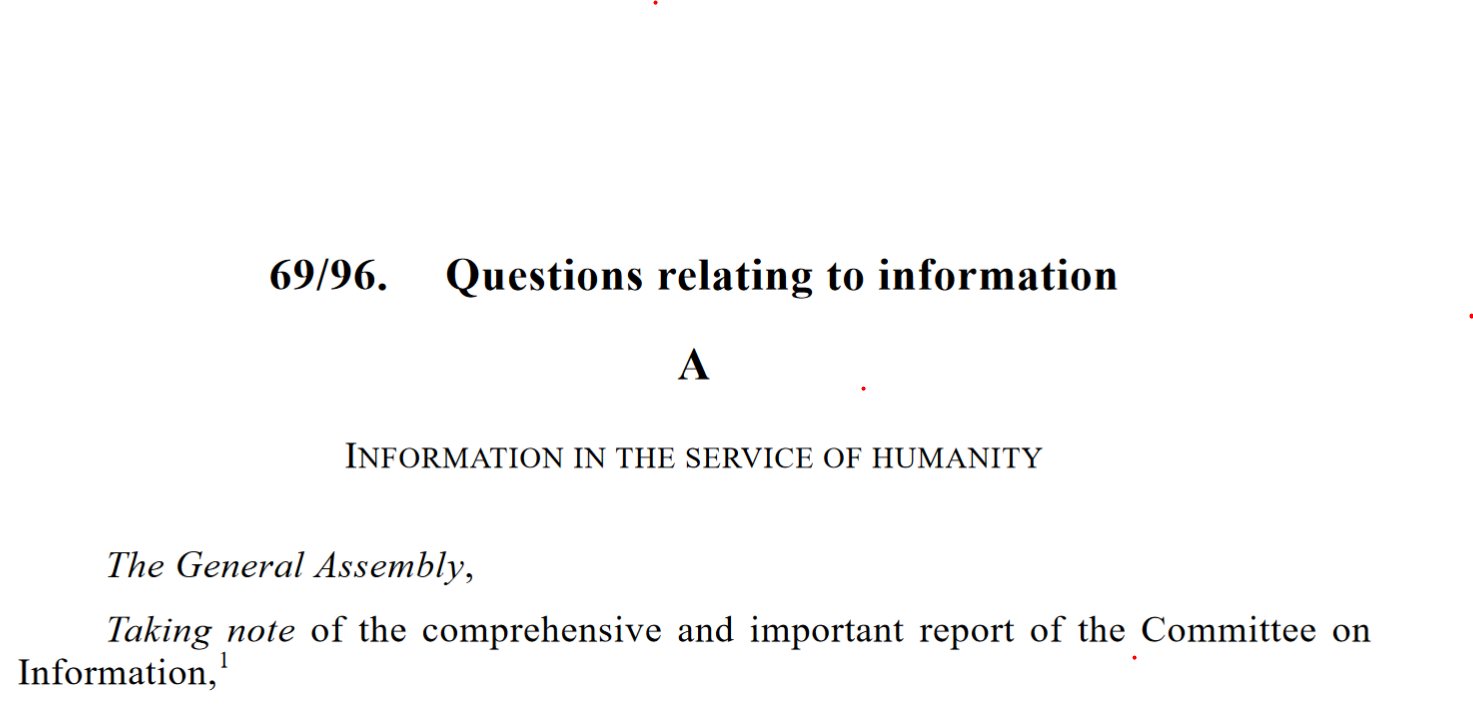 69/96. Questions relating to information
A
INFORMATION IN THE SERVICE OF HUMANITY
The General Assembly,
Taking note of the comprehensive and important report of the Committee on
Information,1